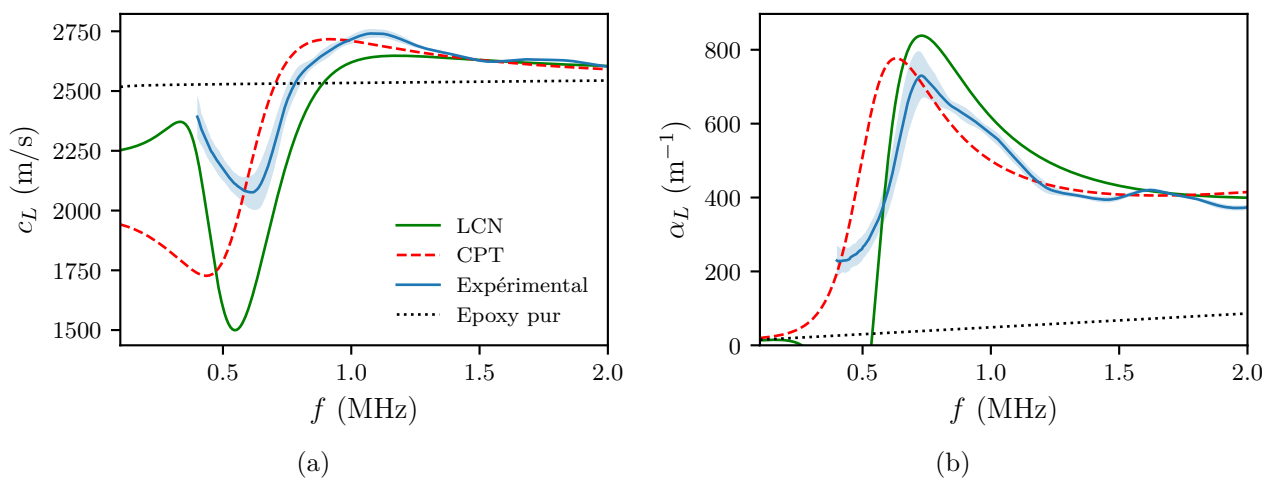 2750
2500
2250
2000
1750
1500
c_L (m/s)
LCN
CPT
Expérimental
Epoxy pur
0.5 1.0 1.5 2.0
f (MHz)
(a)
800
600
400
200
0
α_L (m⁻¹)
0.5 1.0 1.5 2.0
f (MHz)
(b)